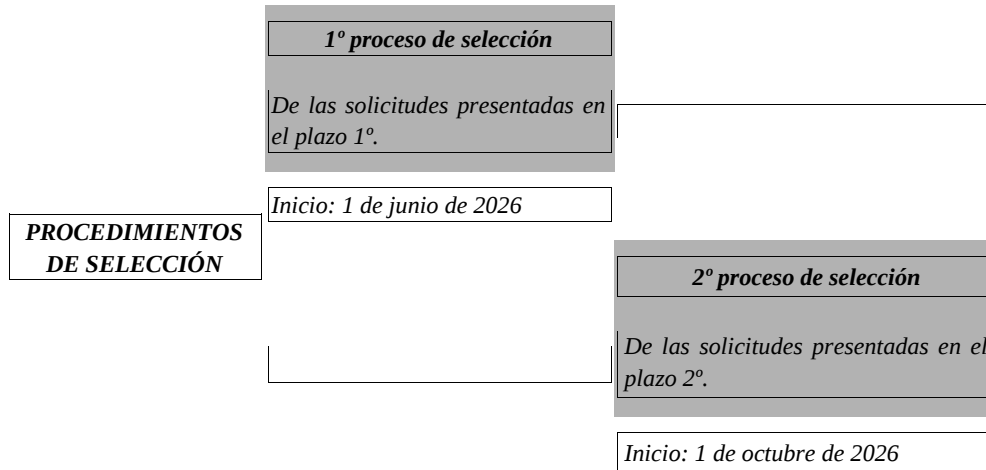 1º proceso de selección
De las solicitudes presentadas en
el plazo 1º.
Inicio: 1 de junio de 2026
PROCEDIMIENTOS
DE SELECCIÓN
2º proceso de selección
De las solicitudes presentadas en el
plazo 2º.
Inicio: 1 de octubre de 2026